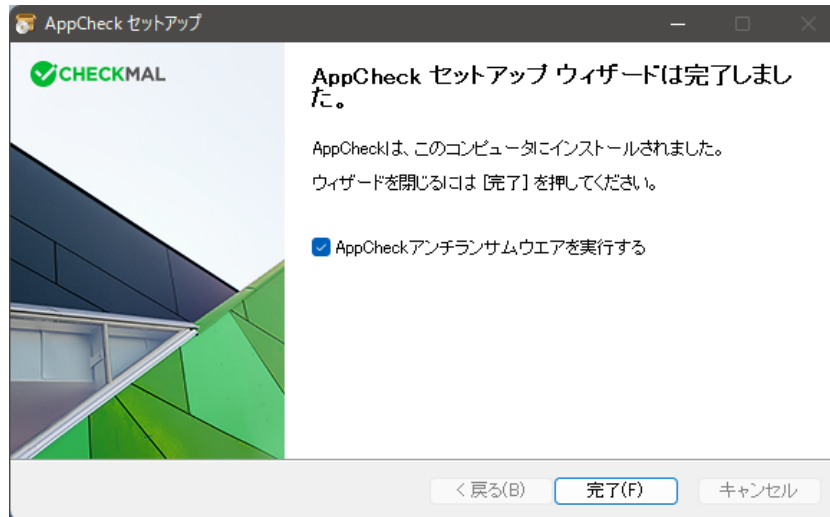 AppCheck セットアップ
CHECKMAL
AppCheck セットアップ ウィザードは完了しまし
た。
AppCheckは、このコンピュータにインストールされました。
ウィザードを閉じるには [完了] を押してください。
AppCheckアンチランサムウエアを実行する
< 戻る(B)
完了(F)
キャンセル